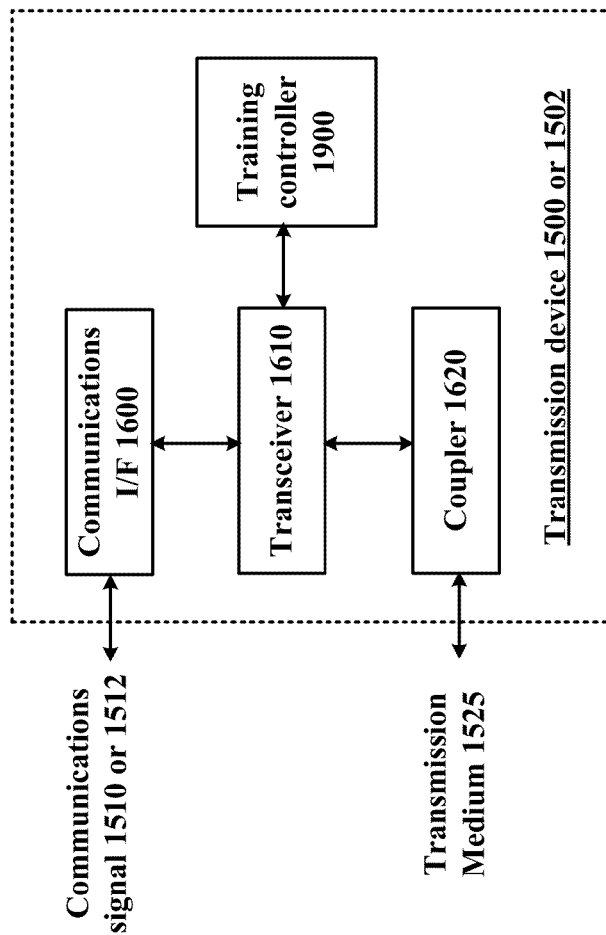 Communications
signal 1510 or 1512
Communications
I/F 1600
Transceiver 1610
Training
controller
1900
Transmission
Medium 1525
Coupler 1620
Transmission device 1500 or 1502